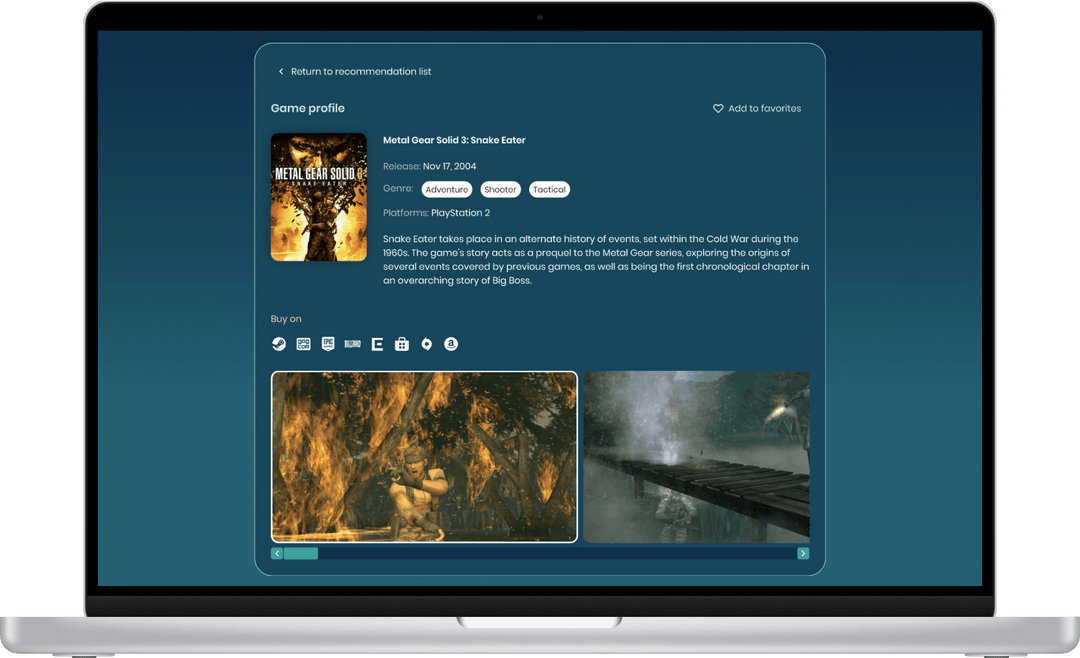 Return to recommendation list
Game profile
Add to favorites
METAL GEAR SOLID 3
SNAKE EATER
Metal Gear Solid 3: Snake Eater
Release: Nov 17, 2004
Genre: Adventure Shooter Tactical
Platforms: PlayStation 2
Snake Eater takes place in an alternate history of events, set within the Cold War during the
1960s. The game's story acts as a prequel to the Metal Gear series, exploring the origins of
several events covered by previous games, as well as being the first chronological chapter in
an overarching story of Big Boss.
Buy on
GOG COM EPIC GAMES BLIZZARD E a